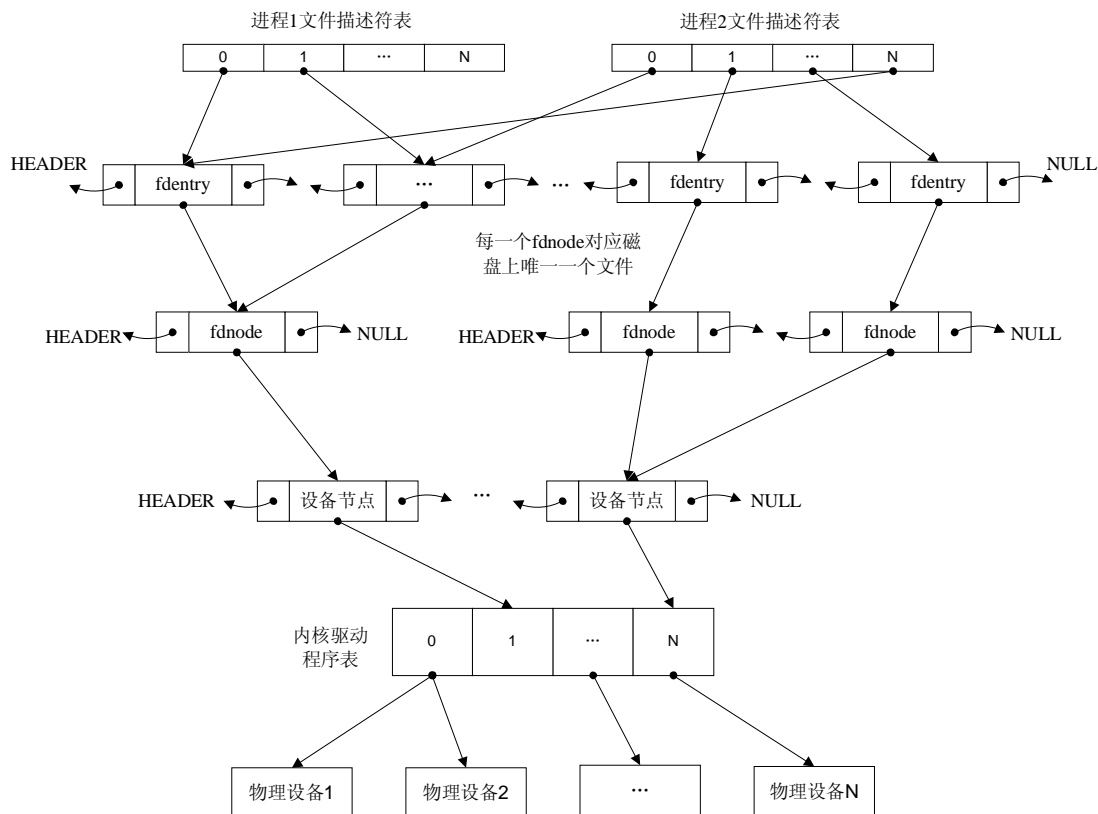 进程1文件描述符表
进程2文件描述符表
0 1 … N
0 1 … N
HEADER
fdentry
…
…
fdentry
fdentry
NULL
每一个fdnode对应磁
盘上唯一一个文件
HEADER
fdnode
NULL
HEADER
fdnode
fdnode
NULL
HEADER
设备节点
…
设备节点
NULL
内核驱动
程序表
0 1 … N
物理设备1
物理设备2
…
物理设备N